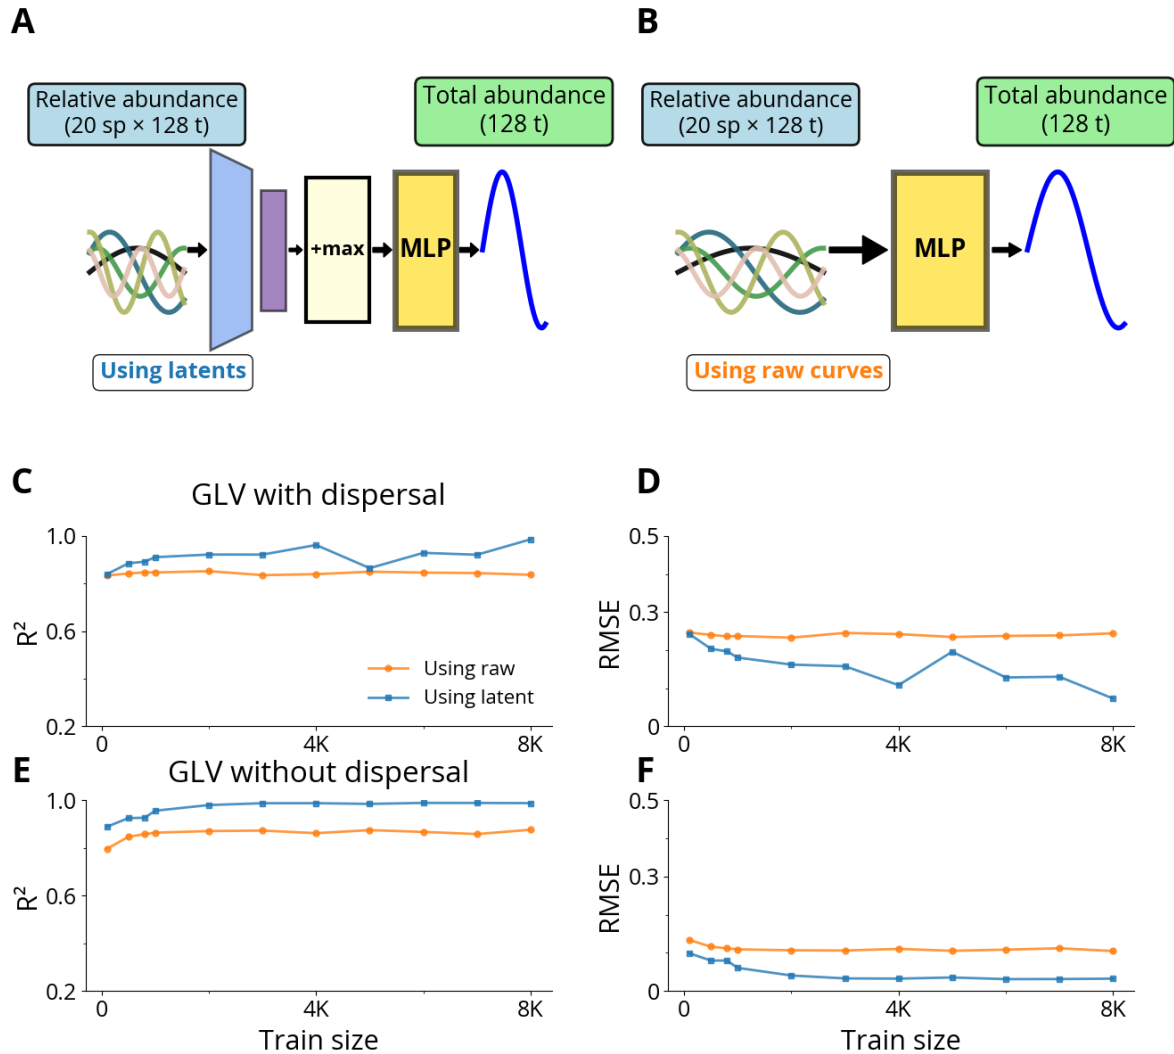 A
B
Relative abundance
(20 sp × 128 t)
Total abundance
(128 t)
Relative abundance
(20 sp × 128 t)
Total abundance
(128 t)
+max
MLP
MLP
Using latents
Using raw curves
C
GLV with dispersal
D
1.0
0.6
0.2
R²
Using raw
Using latent
0
4K
8K
0.5
0.3
0
RMSE
0
4K
8K
E
GLV without dispersal
F
1.0
0.6
0.2
R²
0
4K
8K
Train size
0.5
0.3
0
RMSE
0
4K
8K
Train size